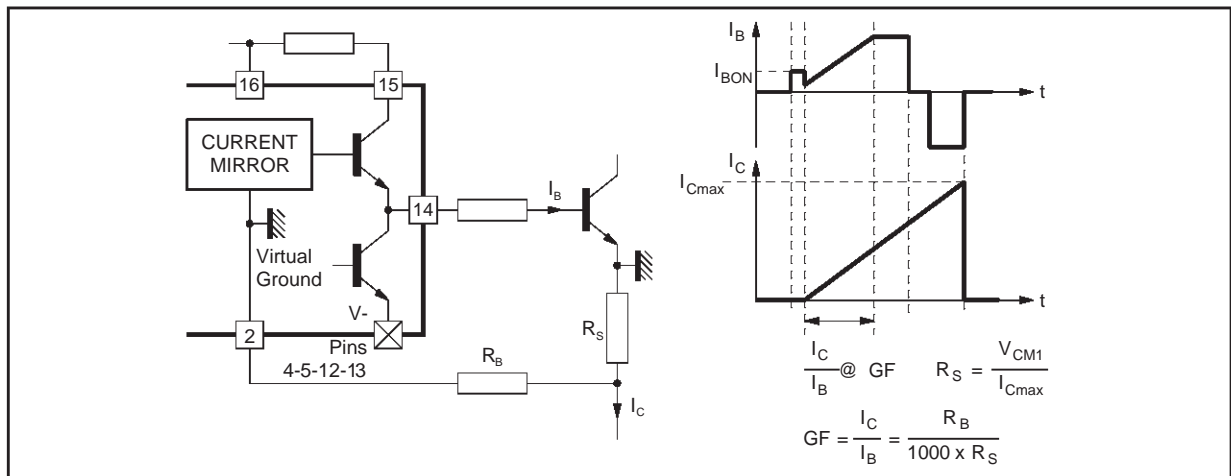 16
15
CURRENT
MIRROR
14
I_B
Virtual
Ground
V-
2
Pins
4-5-12-13
R_B
R_S
I_C
I_B
I_BON
t
I_C
I_Cmax
t
I_C / I_B @ GF
R_S = V_CM1 / I_Cmax
GF = I_C / I_B = R_B / 1000 x R_S